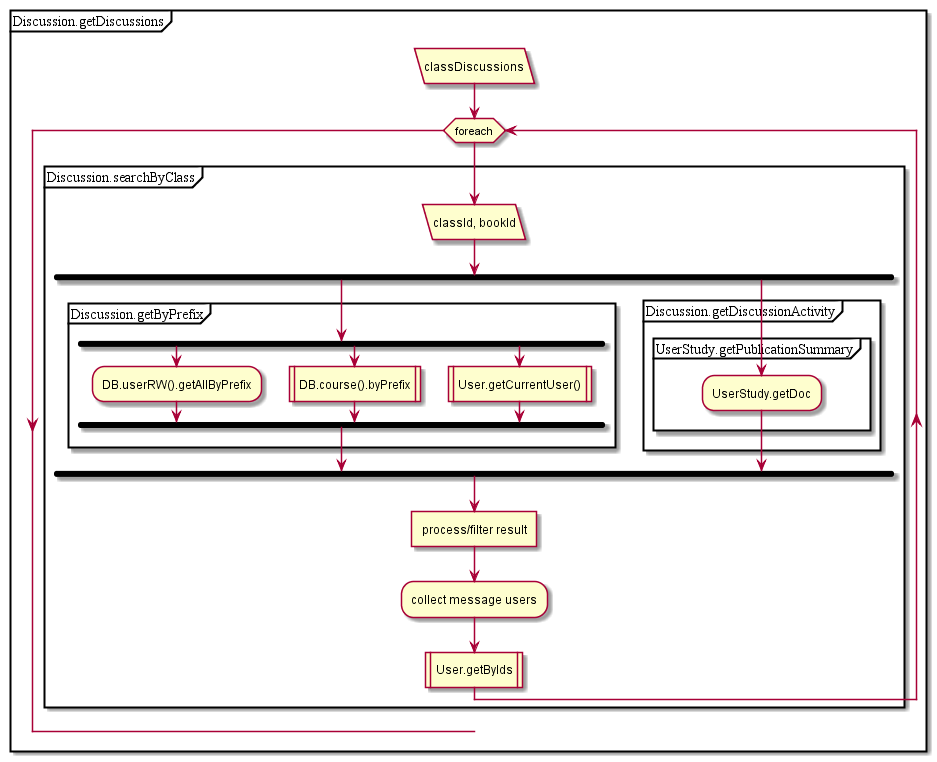 Discussion.getDiscussions
classDiscussions
foreach
Discussion.searchByClass
classId, bookId
Discussion.getByPrefix
Discussion.getDiscussionActivity
UserStudy.getPublicationSummary
DB.userRW().getAllByPrefix
DB.course().byPrefix
User.getCurrentUser()
UserStudy.getDoc
process/filter result
collect message users
User.getByIds